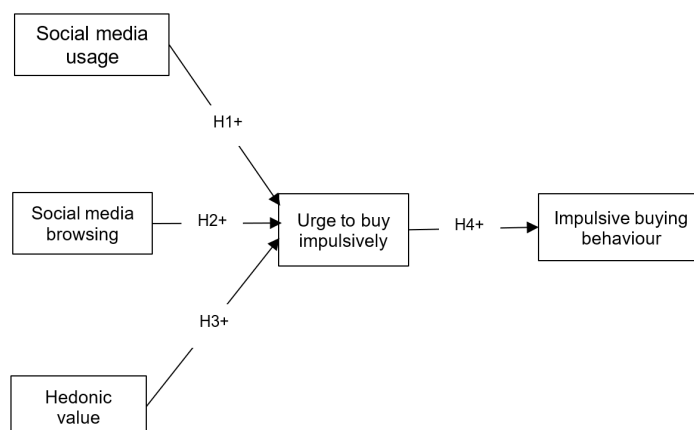 Social media
usage
H1+
Social media
browsing
H2+
Urge to buy
impulsively
H4+
Impulsive buying
behaviour
H3+
Hedonic
value